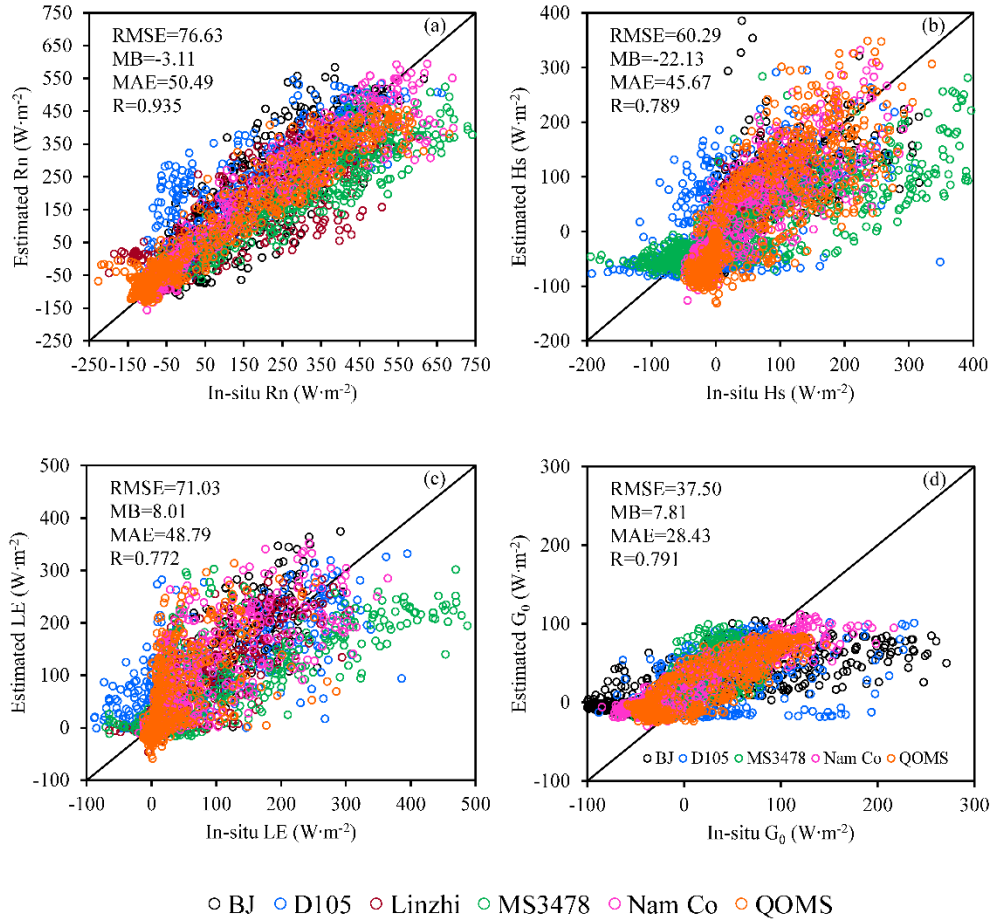 (a)
RMSE=76.63
MB=-3.11
MAE=50.49
R=0.935
Estimated Rn (W·m-2)
750
650
550
450
350
250
150
50
-50
-150
-250
-250 -150 -50 50 150 250 350 450 550 650 750
In-situ Rn (W·m-2)
(b)
RMSE=60.29
MB=-22.13
MAE=45.67
R=0.789
Estimated Hs (W·m-2)
400
300
200
100
0
-100
-200
-200 -100 0 100 200 300 400
In-situ Hs (W·m-2)
(c)
RMSE=71.03
MB=8.01
MAE=48.79
R=0.772
Estimated LE (W·m-2)
500
400
300
200
100
0
-100
-100 0 100 200 300 400 500
In-situ LE (W·m-2)
(d)
RMSE=37.50
MB=7.81
MAE=28.43
R=0.791
Estimated G0 (W·m-2)
300
200
100
0
-100
BJ D105 MS3478 Nam Co QOMS
-100 0 100 200 300
In-situ G0 (W·m-2)
BJ D105 Linzhi MS3478 Nam Co QOMS